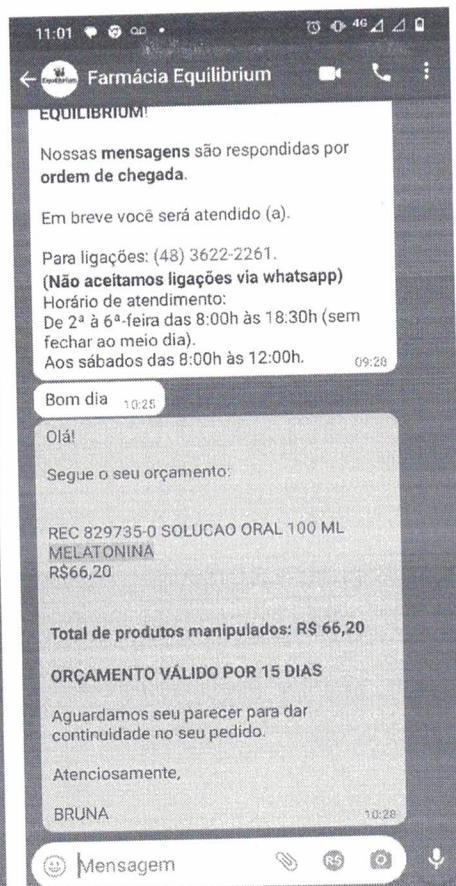 11:01
4G
Equilibrium
Farmácia Equilibrium
EQUILIBRIUM!
Nossas mensagens são respondidas por
ordem de chegada.
Em breve você será atendido (a).
Para ligações: (48) 3622-2261.
(Não aceitamos ligações via whatsapp)
Horário de atendimento:
De 2ª à 6ª-feira das 8:00h às 18:30h (sem
fechar ao meio dia).
Aos sábados das 8:00h às 12:00h.
09:28
Bom dia
10:25
Olá!
Segue o seu orçamento:
REC 829735-0 SOLUCAO ORAL 100 ML
MELATONINA
R$66,20
Total de produtos manipulados: R$ 66,20
ORÇAMENTO VÁLIDO POR 15 DIAS
Aguardamos seu parecer para dar
continuidade no seu pedido.
Atenciosamente,
BRUNA
10:28
Mensagem
R$